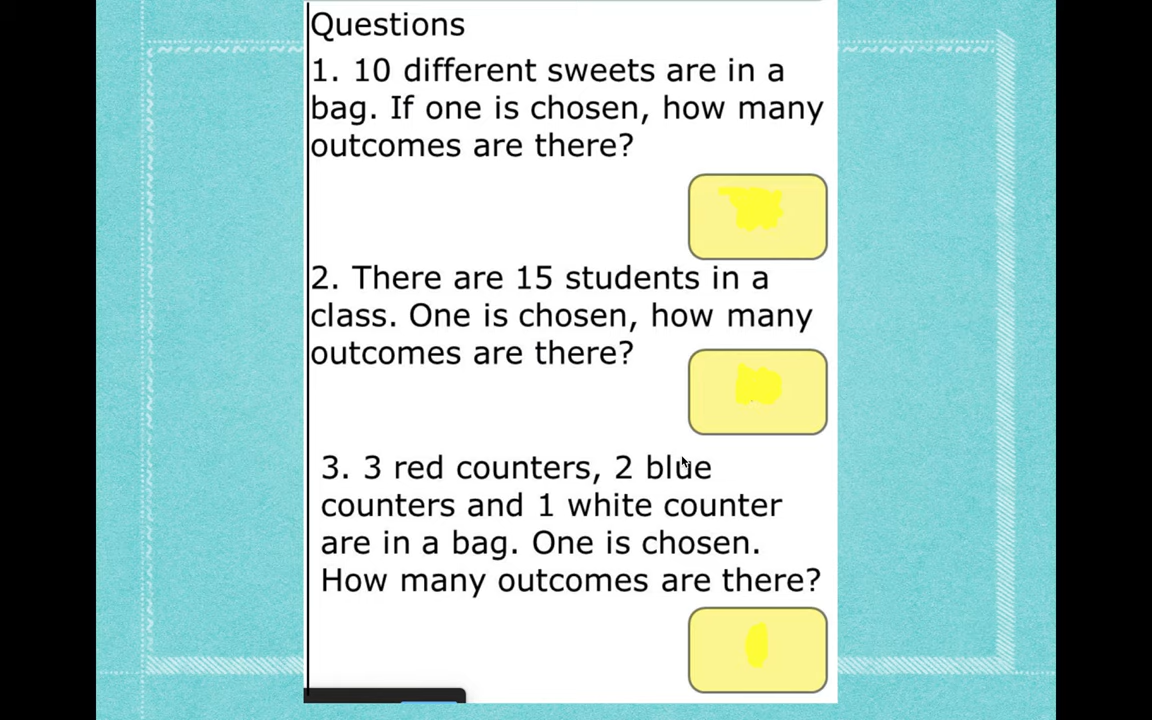 Questions
1. 10 different sweets are in a
bag. If one is chosen, how many
outcomes are there?
2. There are 15 students in a
class. One is chosen, how many
outcomes are there?
3. 3 red counters, 2 blue
counters and 1 white counter
are in a bag. One is chosen.
How many outcomes are there?